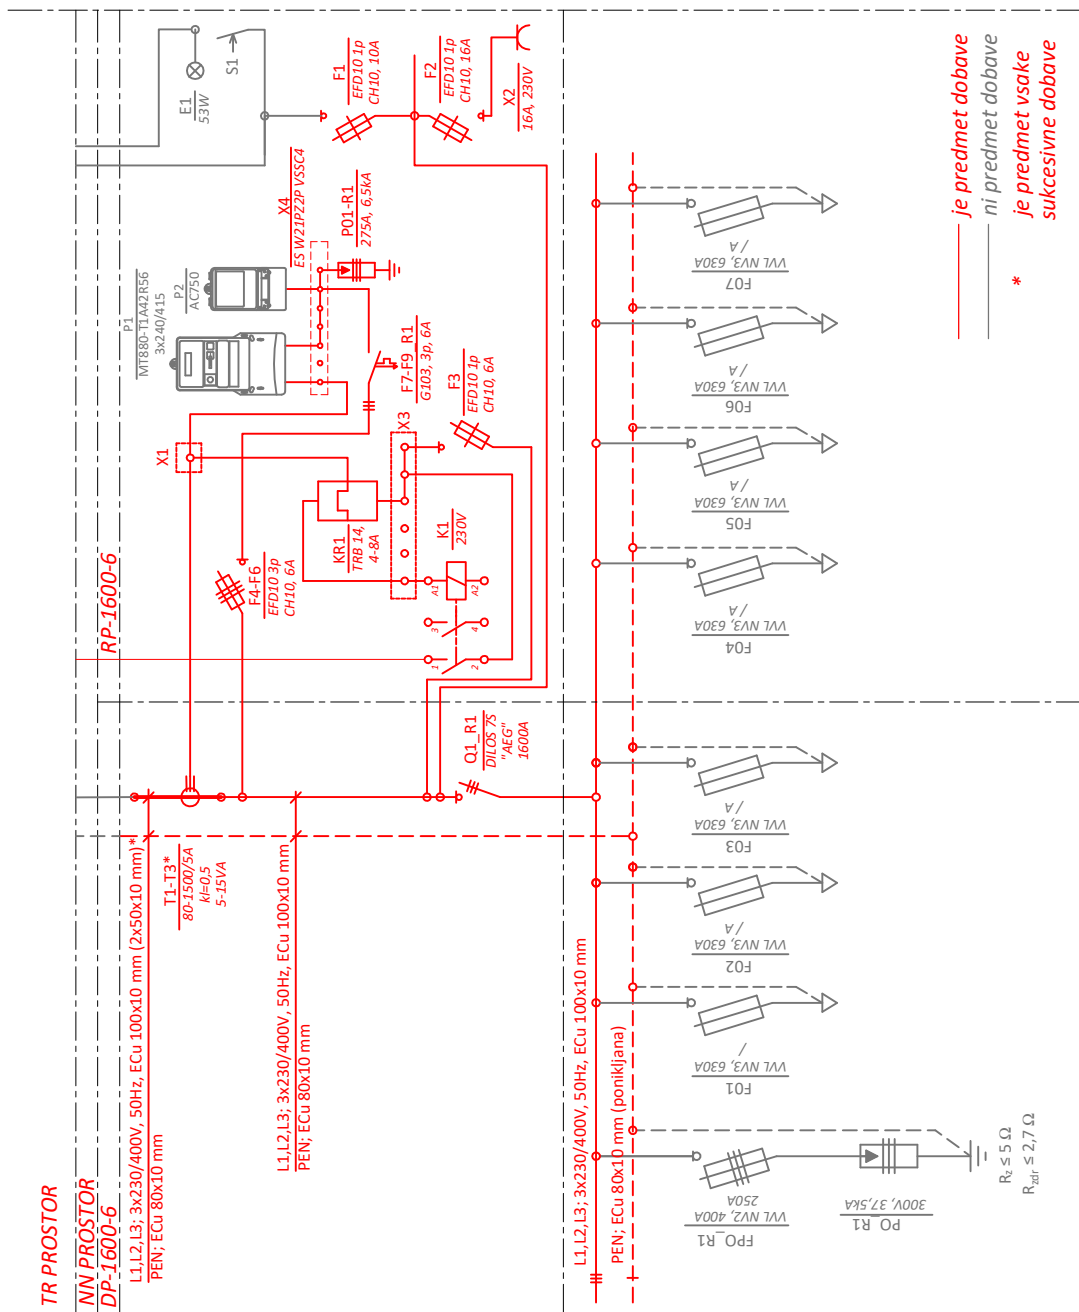 TR PROSTOR
NN PROSTOR
DP-1600-6
RP-1600-6
L1,L2,L3; 3x230/400V, 50Hz, ECu 100x10 mm (2x50x10 mm)*
PEN; ECu 80x10 mm
T1-T3*
80-1500/5A
kl=0,5
5-15VA
L1,L2,L3; 3x230/400V, 50Hz, ECu 100x10 mm
PEN; ECu 80x10 mm
E1
53W
S1
F1
EFD10 1p
CH10, 10A
F2
EFD10 1p
CH10, 16A
X2
16A, 230V
P1
MT880-T1A42R56
3x240/415
P2
AC750
X4
ES W21PZ2P VSSC4
P01-R1
275A, 6,5kA
F7-F9_R1
G103, 3p, 6A
X1
F3
EFD10 1p
CH10, 6A
X3
KR1
TRB 14,
4-8A
K1
230V
A1
A2
3
4
1
2
F4-F6
EFD10 3p
CH10, 6A
Q1_R1
DILOS 7S
"AEG"
1600A
L1,L2,L3; 3x230/400V, 50Hz, ECu 100x10 mm
PEN; ECu 80x10 mm (ponikljana)
FPO_R1
VVL NV2, 400A
250A
PO_R1
300V, 37,5kA
Rz ≤ 5 Ω
Rzdr ≤ 2,7 Ω
F01
VVL NV3, 630A
/
F02
VVL NV3, 630A
/ A
F03
VVL NV3, 630A
/ A
F04
VVL NV3, 630A
/ A
F05
VVL NV3, 630A
/ A
F06
VVL NV3, 630A
/ A
F07
VVL NV3, 630A
/ A
je predmet dobave
ni predmet dobave
* je predmet vsake
sukcesivne dobave